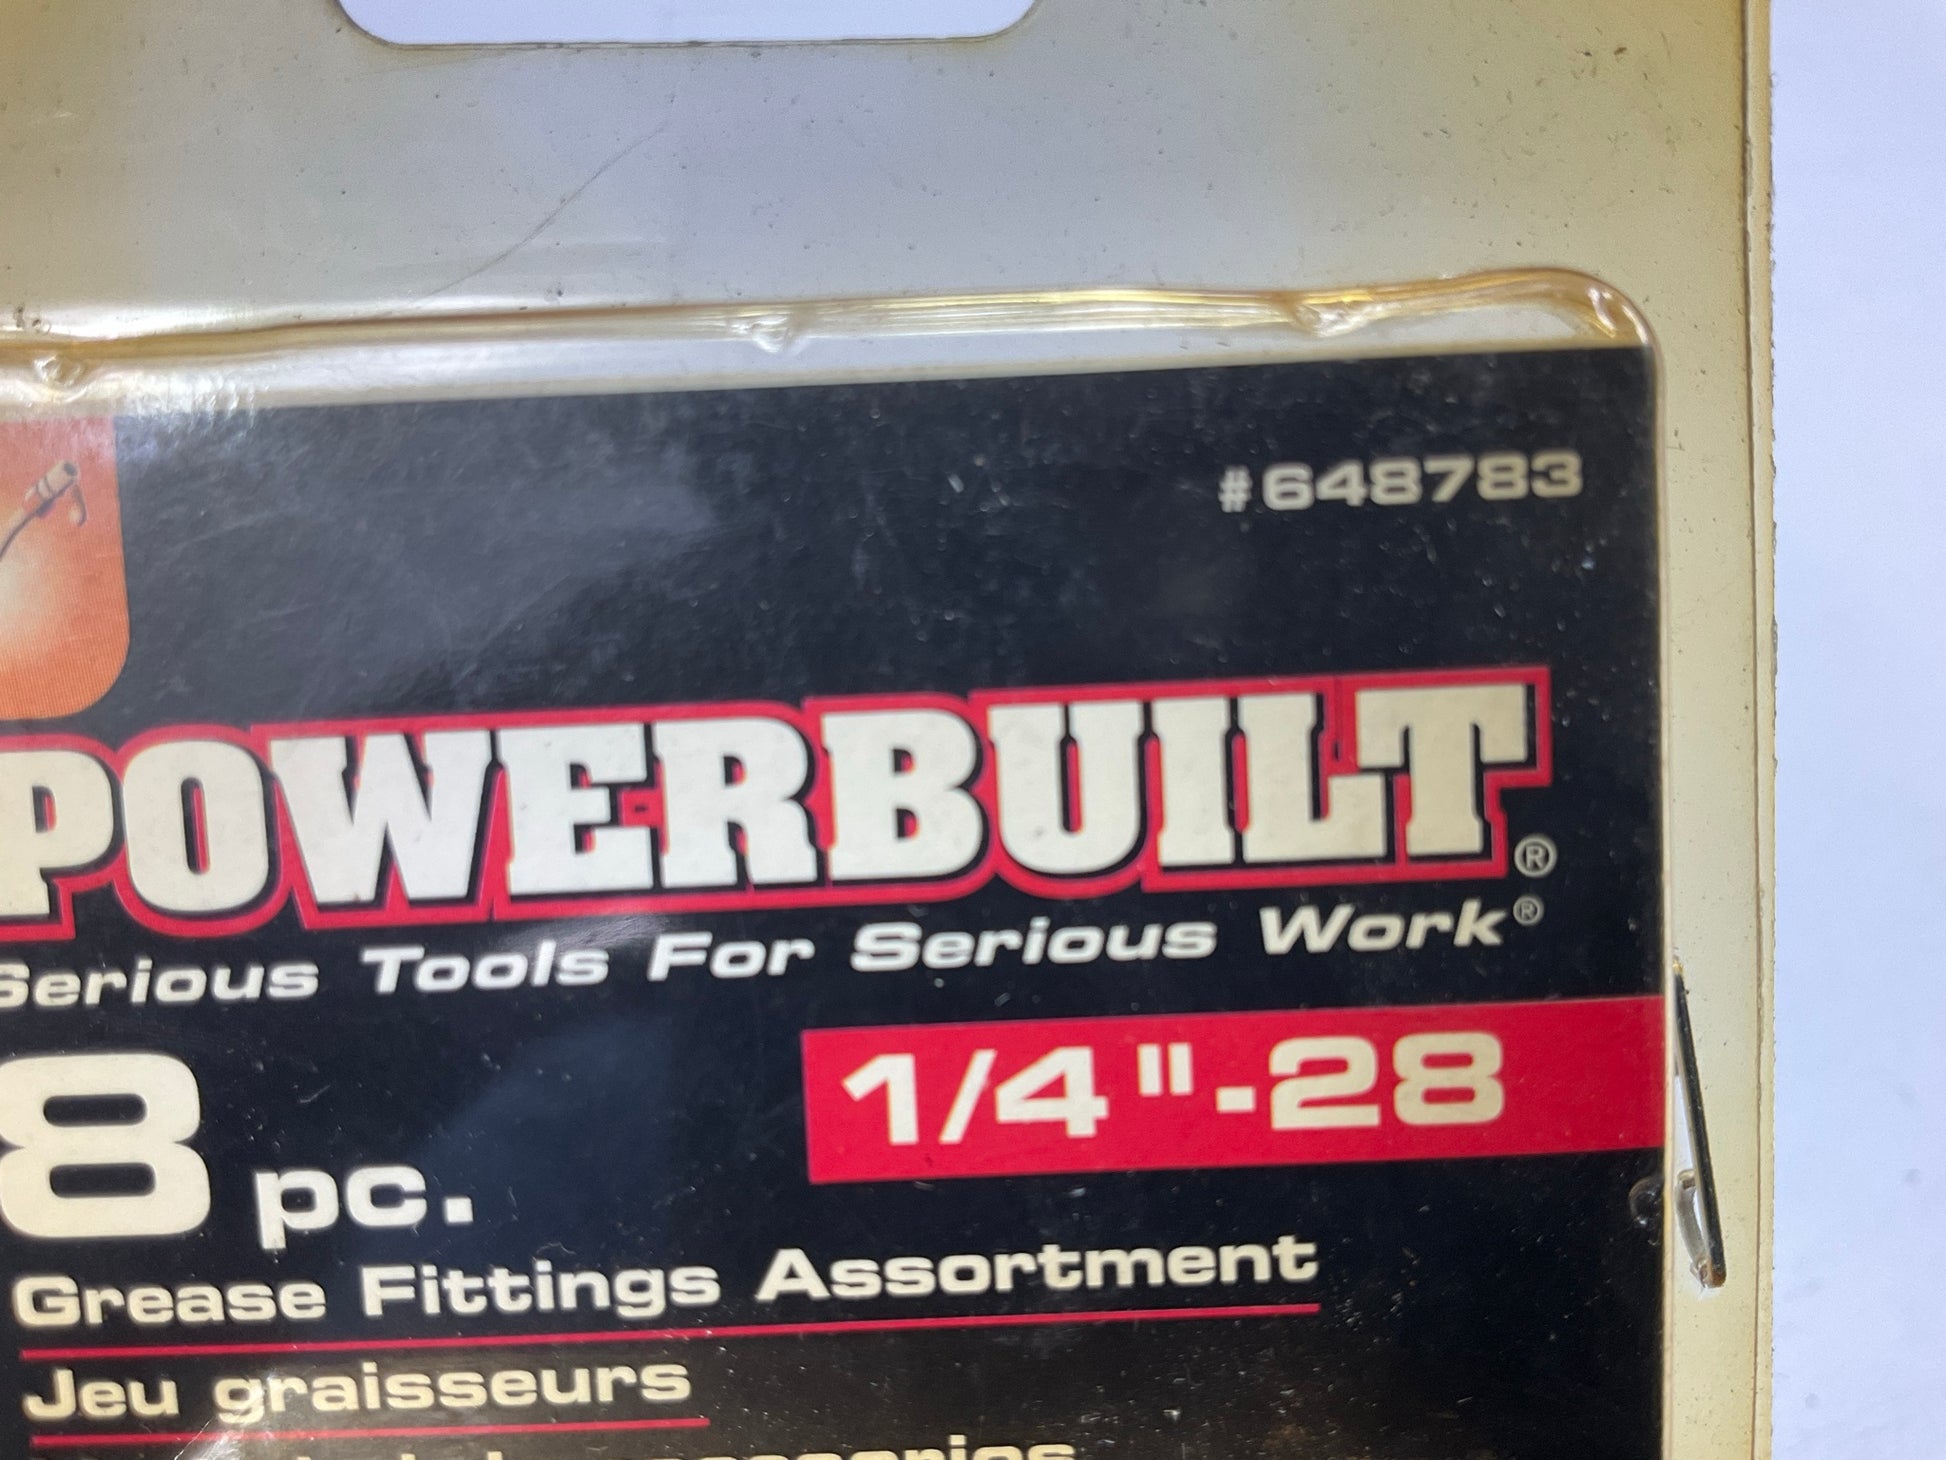 #648783
POWERBUILT®
Serious Tools For Serious Work®
1/4"-28
8 pc.
Grease Fittings Assortment
Jeu graisseurs